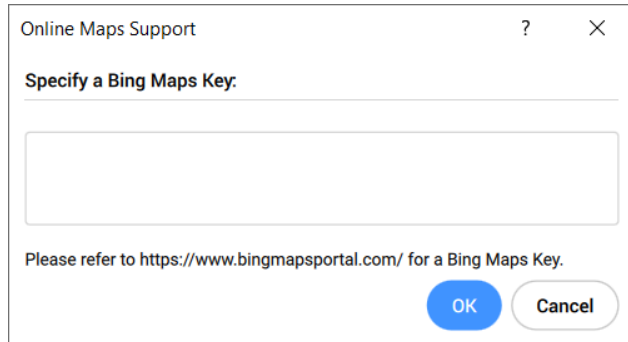 Online Maps Support ?
Specify a Bing Maps Key:
Please refer to https://www.bingmapsportal.com/ for a Bing Maps Key.
OK Cancel